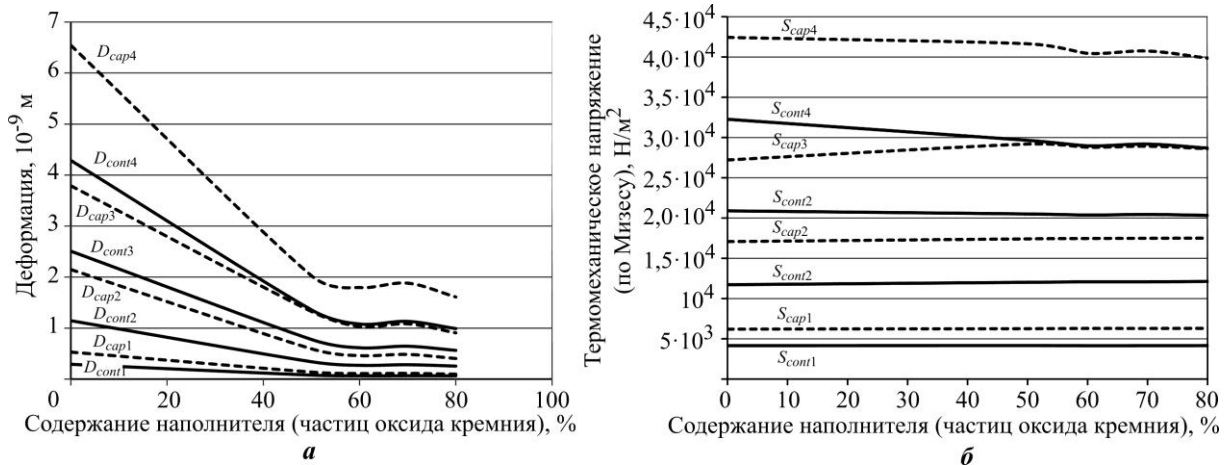 Деформация, 10⁻⁹ м
7
6
5
4
3
2
1
0
D_cap4
D_cont4
D_cap3
D_cont3
D_cap2
D_cont2
D_cap1
D_cont1
0 20 40 60 80 100
Содержание наполнителя (частиц оксида кремния), %
а
Термомеханическое напряжение
(по Мизесу), Н/м²
4,5·10⁴
4,0·10⁴
3,5·10⁴
3,0·10⁴
2,5·10⁴
2,0·10⁴
1,5·10⁴
10⁴
5·10³
S_cap4
S_cont4
S_cap3
S_cont2
S_cap2
S_cont2
S_cap1
S_cont1
0 10 20 30 40 50 60 70 80
Содержание наполнителя (частиц оксида кремния), %
б